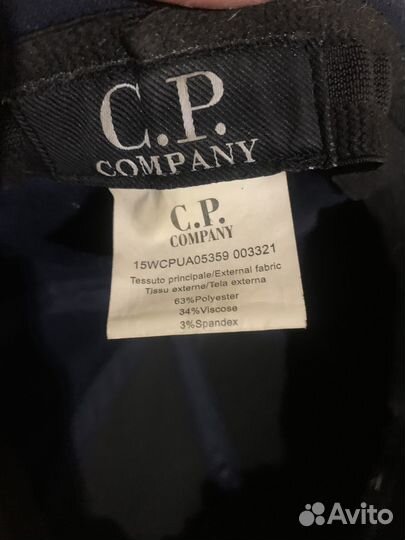 C.P.
COMPANY
C.P.
COMPANY
15WCPUA05359 003321
Tessuto principale/External fabric
Tissu externe/Tela externa
63%Polyester
34%Viscose
3%Spandex
Avito